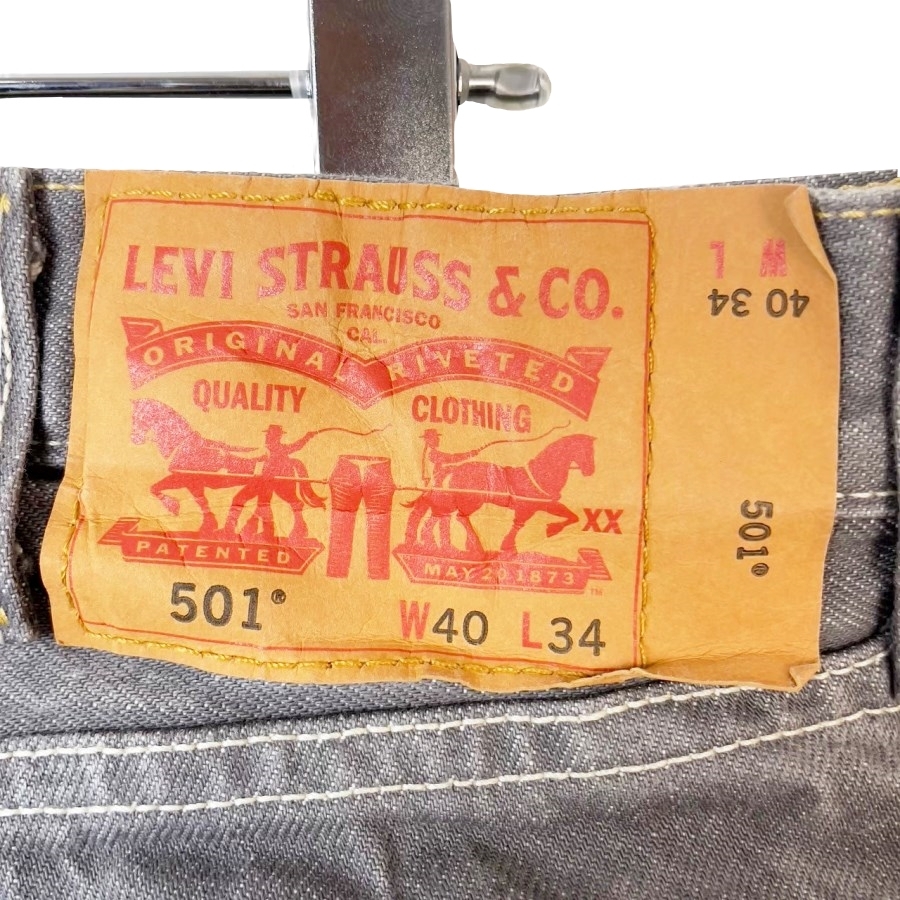 LEVI STRAUSS & CO.
SAN FRANCISCO
CAL.
ORIGINAL RIVETED
QUALITY CLOTHING
XX
PATENTED
MAY 20 1873
TM
501®
W40 L34
W L
40 34
501®